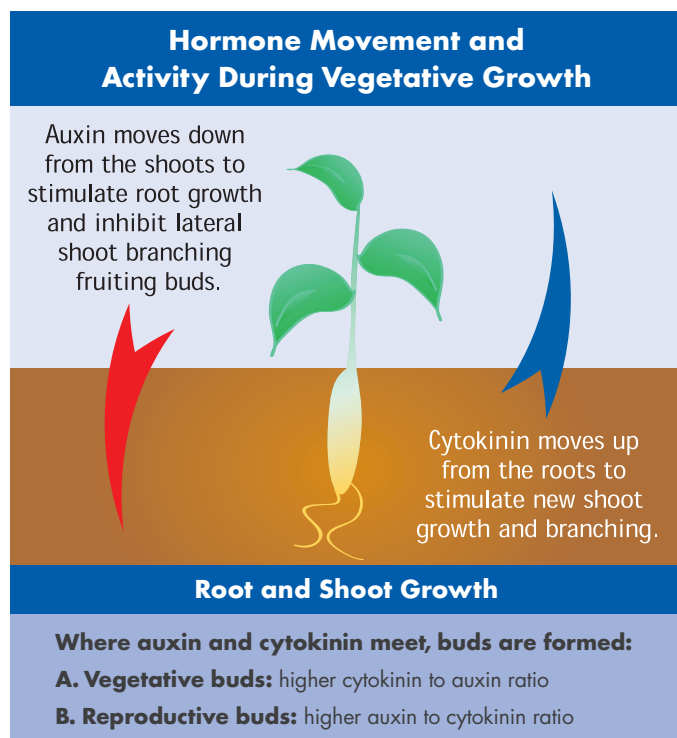 Hormone Movement and
Activity During Vegetative Growth
Auxin moves down
from the shoots to
stimulate root growth
and inhibit lateral
shoot branching
fruiting buds.
Cytokinin moves up
from the roots to
stimulate new shoot
growth and branching.
Root and Shoot Growth
Where auxin and cytokinin meet, buds are formed:
A. Vegetative buds: higher cytokinin to auxin ratio
B. Reproductive buds: higher auxin to cytokinin ratio